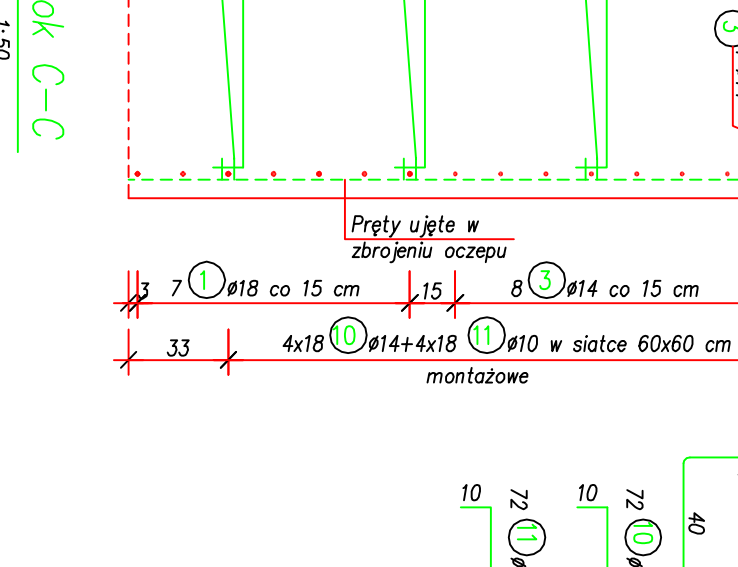 ok C-C
1:50
3
Pręty ujęte w
zbrojeniu oczepu
3 7 1 ø18 co 15 cm 15 8 3 ø14 co 15 cm
33 4x18 10 ø14+4x18 11 ø10 w siatce 60x60 cm
montażowe
10 72 11 ø
10 72 10 ø
40